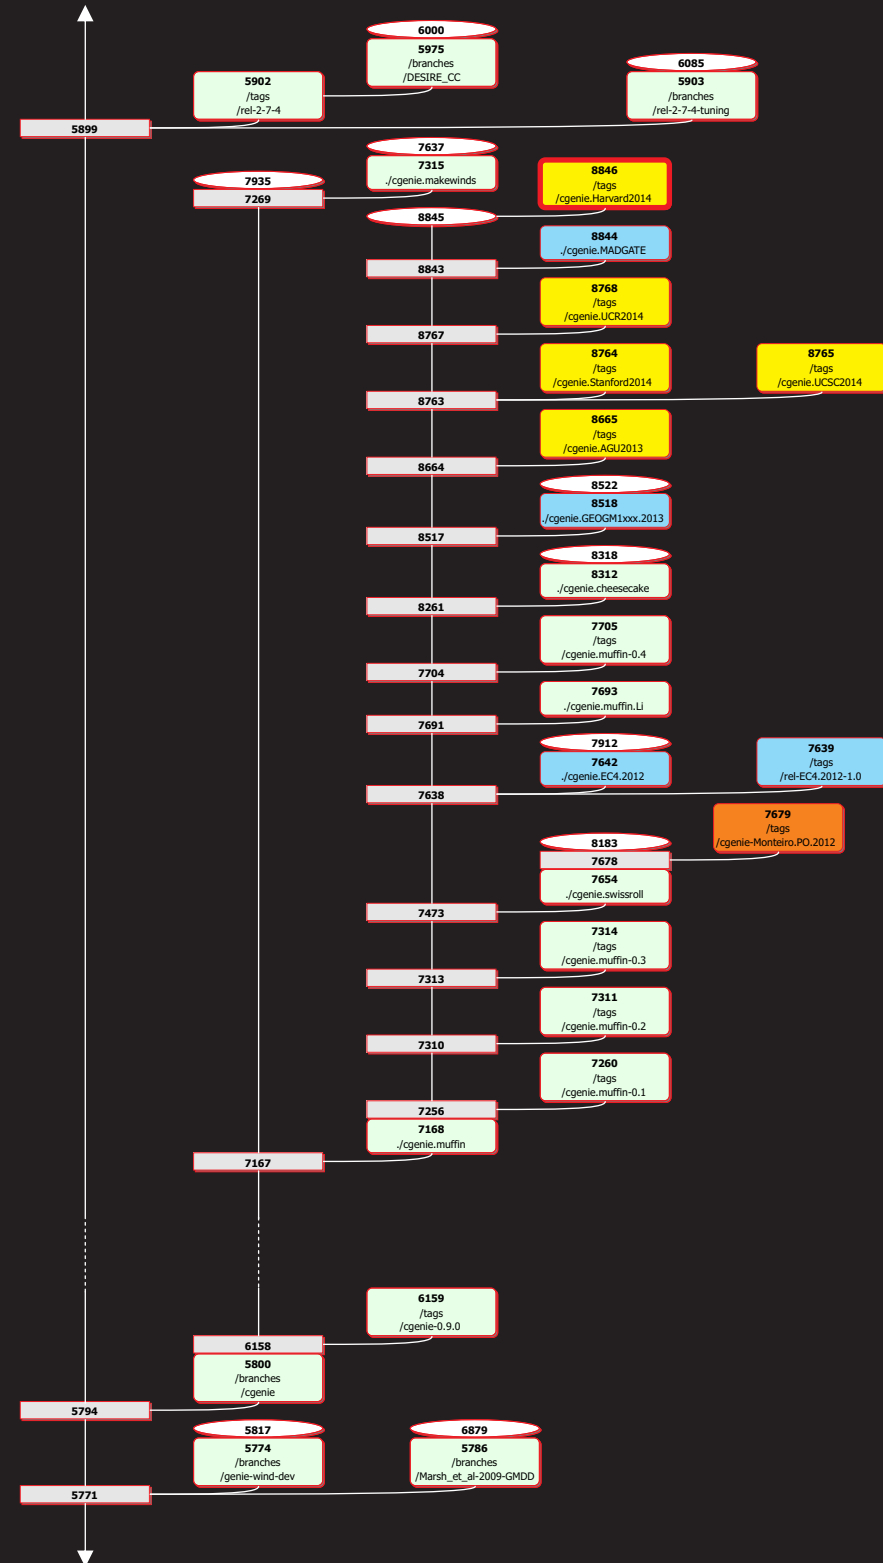 6000
5975
/branches
/DESIRE_CC
5902
/tags
/rel-2-7-4
6085
5903
/branches
/rel-2-7-4-tuning
5899
7637
7315
./cgenie.makewinds
7935
7269
8846
/tags
/cgenie.Harvard2014
8845
8844
./cgenie.MADGATE
8843
8768
/tags
/cgenie.UCR2014
8767
8764
/tags
/cgenie.Stanford2014
8765
/tags
/cgenie.UCSC2014
8763
8665
/tags
/cgenie.AGU2013
8664
8522
8518
./cgenie.GEOGM1xxx.2013
8517
8318
8312
./cgenie.cheesecake
8261
7705
/tags
/cgenie.muffin-0.4
7704
7693
./cgenie.muffin.Li
7691
7912
7642
./cgenie.EC4.2012
7639
/tags
/rel-EC4.2012-1.0
7638
7679
/tags
/cgenie-Monteiro.PO.2012
8183
7678
7654
./cgenie.swissroll
7473
7314
/tags
/cgenie.muffin-0.3
7313
7311
/tags
/cgenie.muffin-0.2
7310
7260
/tags
/cgenie.muffin-0.1
7256
7168
./cgenie.muffin
7167
6159
/tags
/cgenie-0.9.0
6158
5800
/branches
/cgenie
5794
5817
5774
/branches
/genie-wind-dev
6879
5786
/branches
/Marsh_et_al-2009-GMDD
5771